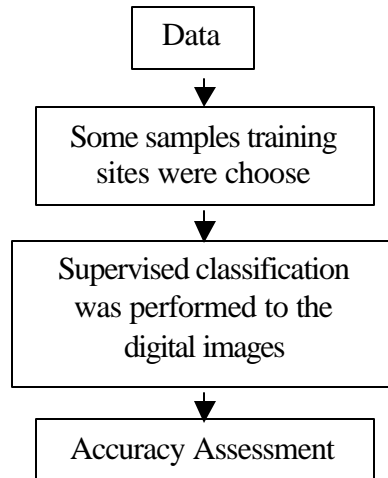 Data
Some samples training
sites were choose
Supervised classification
was performed to the
digital images
Accuracy Assessment